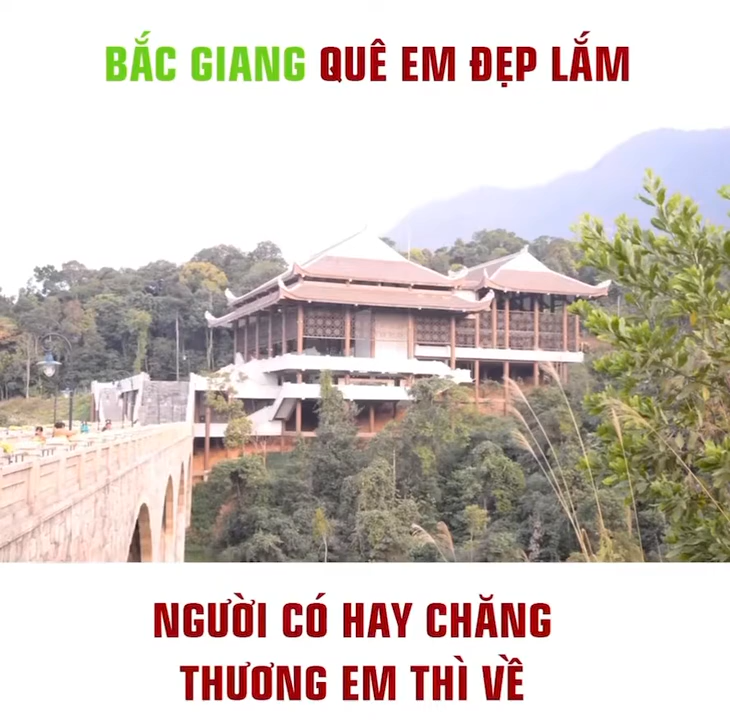 BẮC GIANG QUÊ EM ĐẸP LẮM
NGƯỜI CÓ HAY CHĂNG
THƯƠNG EM THÌ VỀ